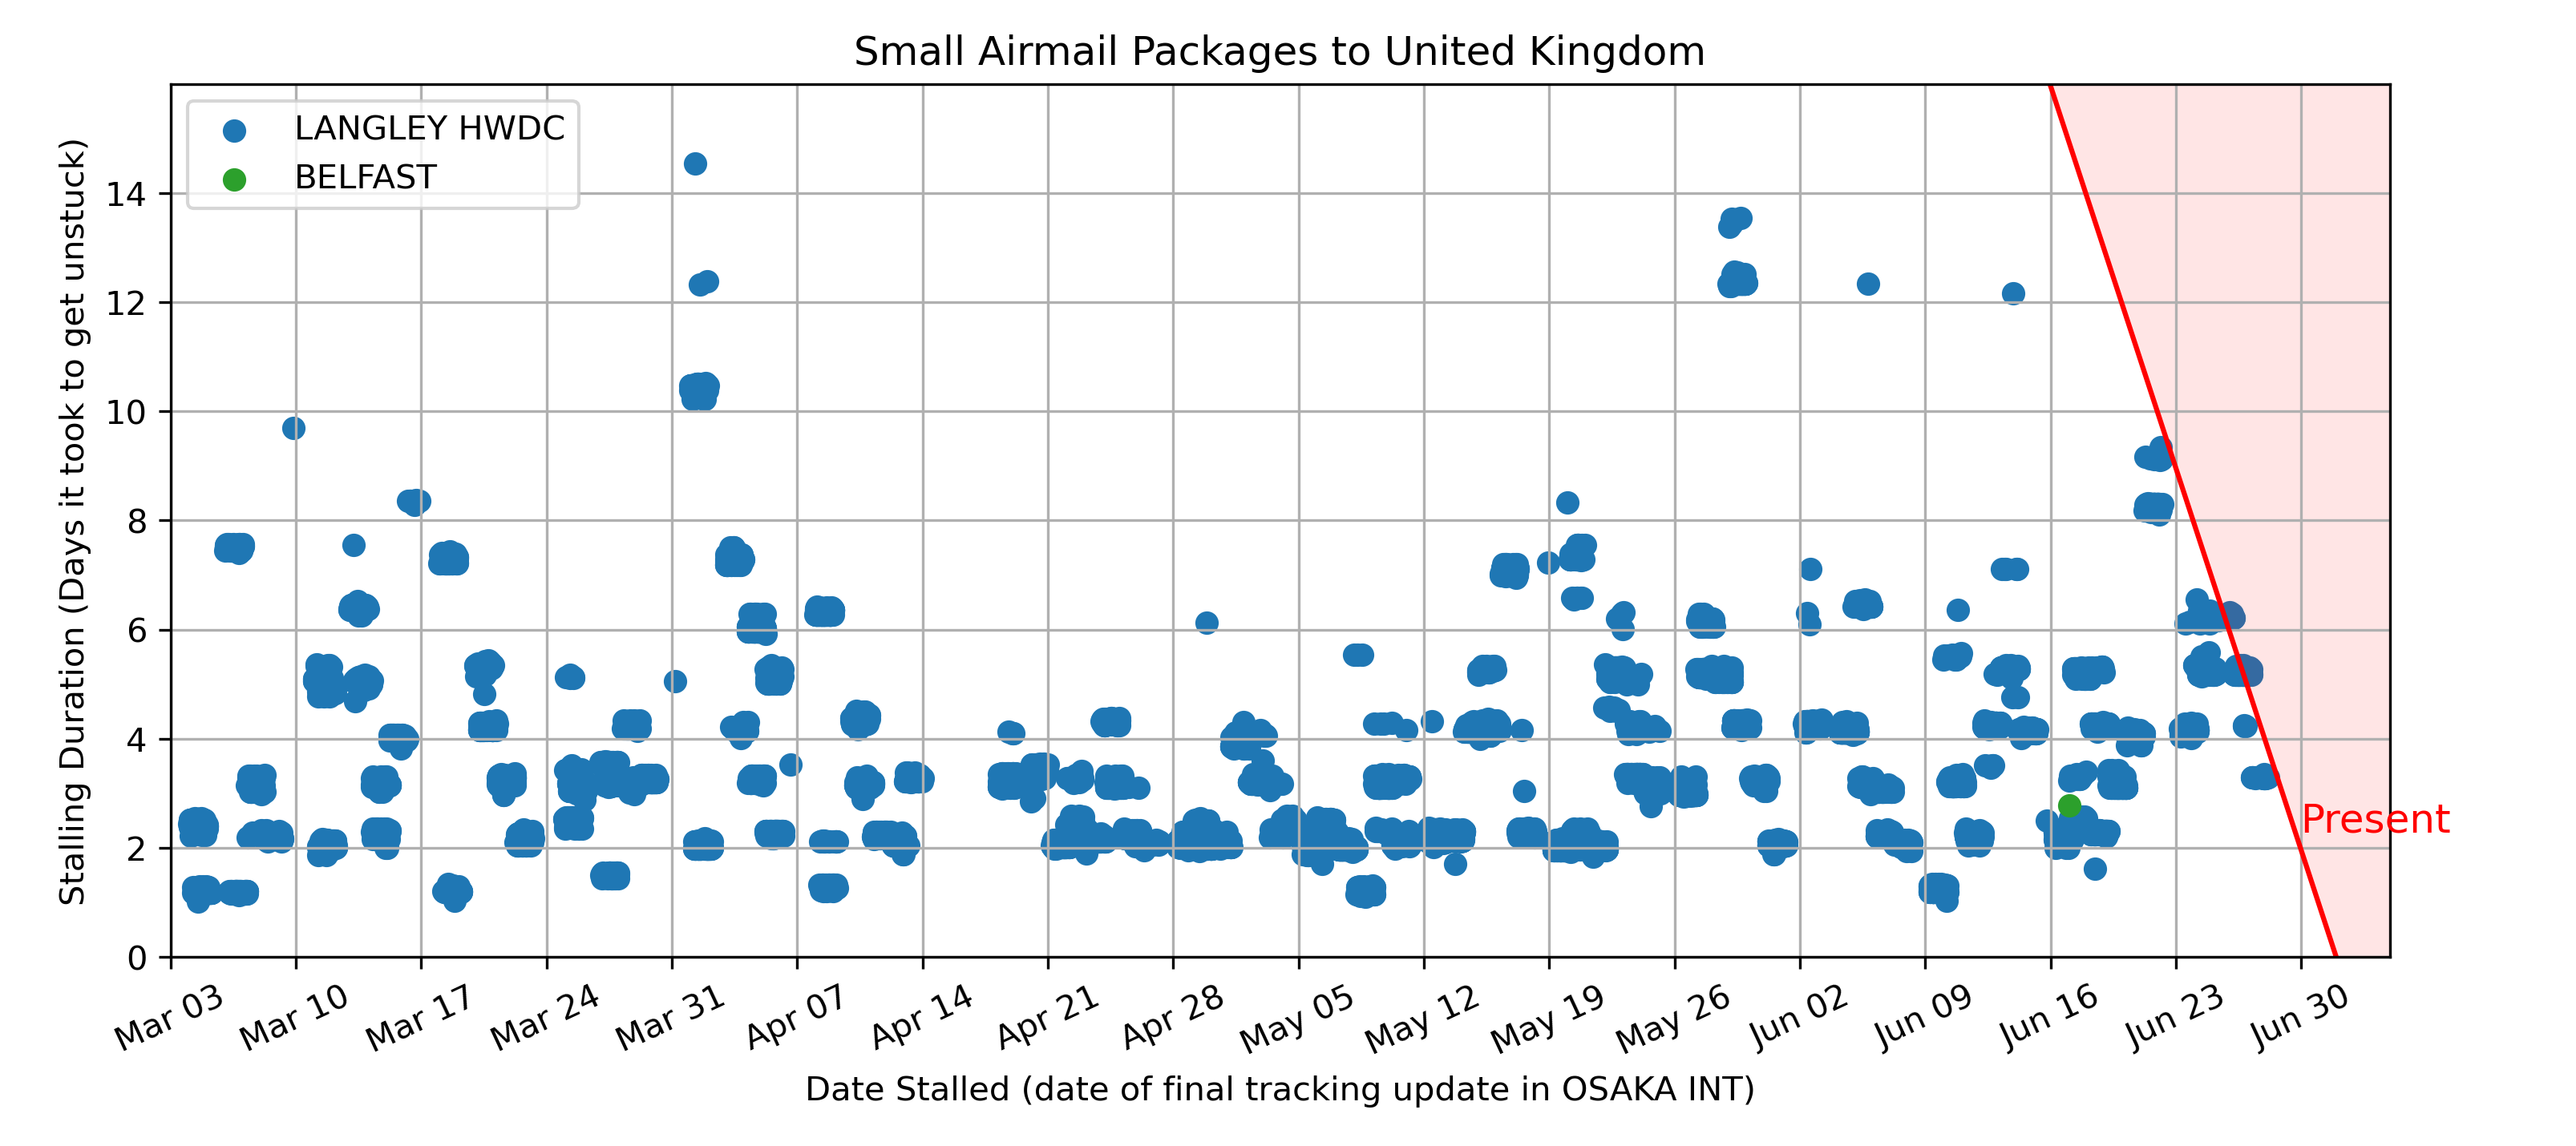 Small Airmail Packages to United Kingdom
LANGLEY HWDC
BELFAST
Stalling Duration (Days it took to get unstuck)
14
12
10
8
6
4
2
0
Present
Mar 03
Mar 10
Mar 17
Mar 24
Mar 31
Apr 07
Apr 14
Apr 21
Apr 28
May 05
May 12
May 19
May 26
Jun 02
Jun 09
Jun 16
Jun 23
Jun 30
Date Stalled (date of final tracking update in OSAKA INT)